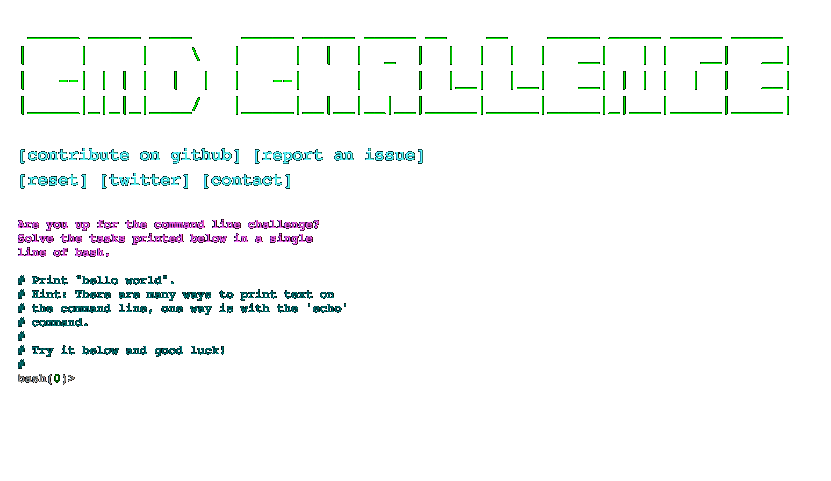 CMD CHALLENGE
[contribute on github] [report an issue]
[reset] [twitter] [contact]
Are you up for the command line challenge?
Solve the tasks printed below in a single
line of bash.
# Print "hello world".
# Hint: There are many ways to print text on
# the command line, one way is with the 'echo'
# command.
#
# Try it below and good luck!
#
bash(0)>